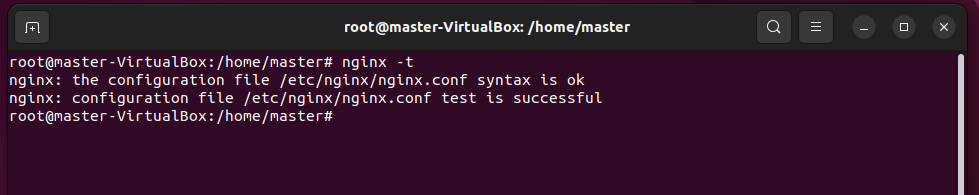 root@master-VirtualBox: /home/master
root@master-VirtualBox:/home/master# nginx -t
nginx: the configuration file /etc/nginx/nginx.conf syntax is ok
nginx: configuration file /etc/nginx/nginx.conf test is successful
root@master-VirtualBox:/home/master#